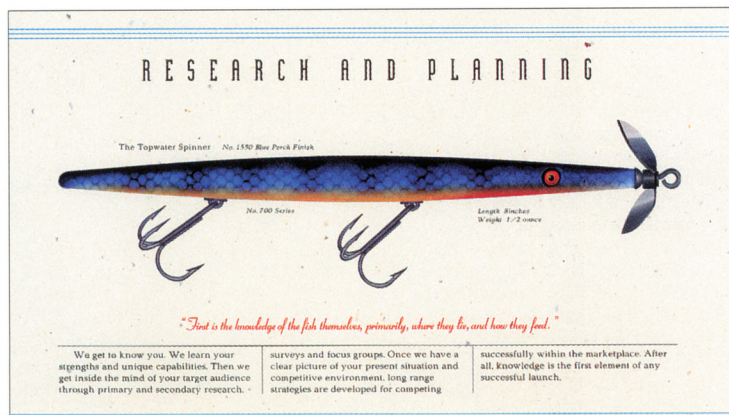 RESEARCH AND PLANNING
The Topwater Spinner No. 1550 Blue Perch Finish
No. 700 Series
Length 8inches
Weight 1/2 ounce
"First is the knowledge of the fish themselves, primarily, where they lie, and how they feed."
We get to know you. We learn your
strengths and unique capabilities. Then we
get inside the mind of your target audience
through primary and secondary research.
surveys and focus groups. Once we have a
clear picture of your present situation and
competitive environment, long range
strategies are developed for competing
successfully within the marketplace. After
all, knowledge is the first element of any
successful launch.